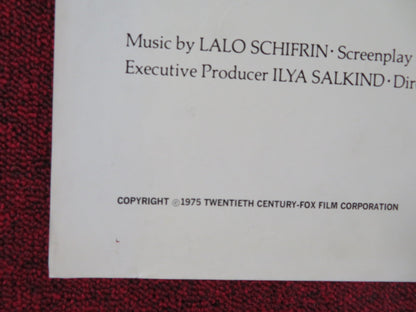 Music by LALO SCHIFRIN · Screenplay
Executive Producer ILYA SALKIND · Dir
COPYRIGHT ©1975 TWENTIETH CENTURY-FOX FILM CORPORATION